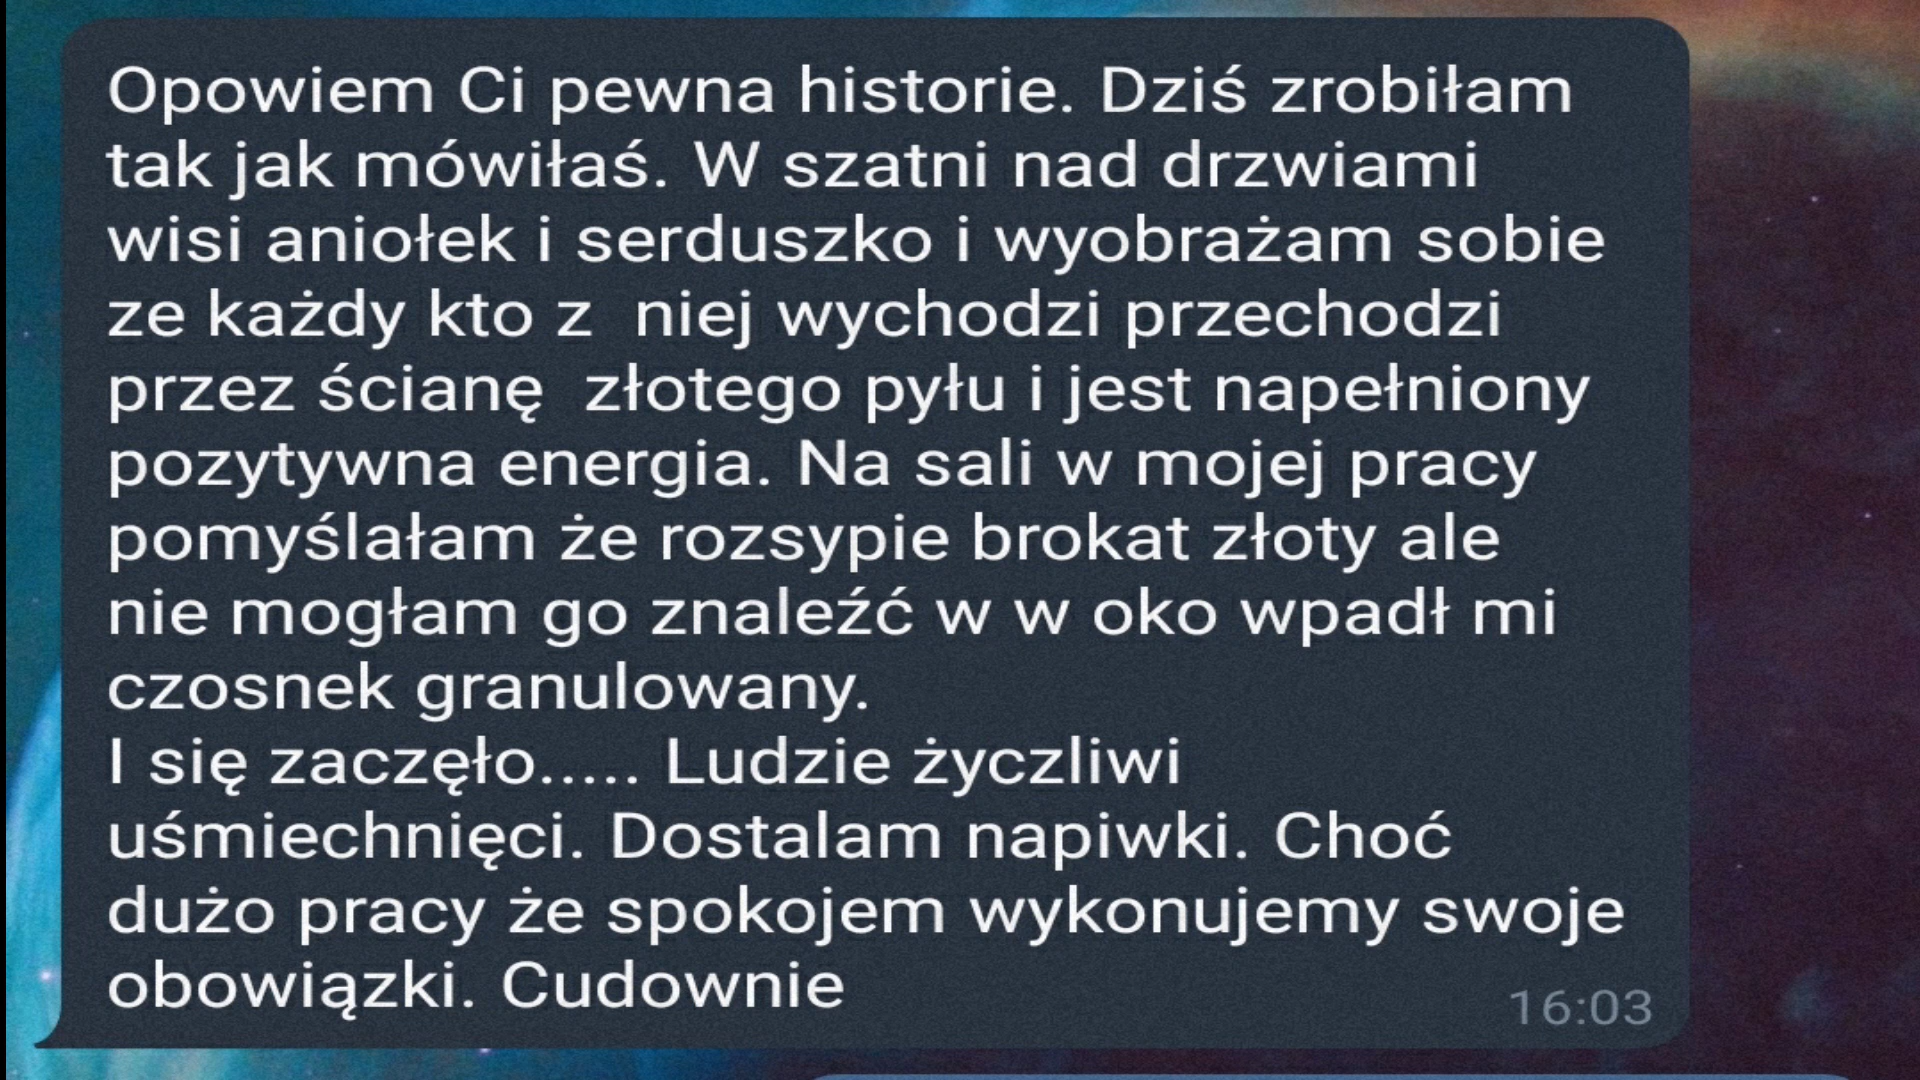 Opowiem Ci pewna historie. Dziś zrobiłam
tak jak mówiłaś. W szatni nad drzwiami
wisi aniołek i serduszko i wyobrażam sobie
ze każdy kto z  niej wychodzi przechodzi
przez ścianę  złotego pyłu i jest napełniony
pozytywna energia. Na sali w mojej pracy
pomyślałam że rozsypie brokat złoty ale
nie mogłam go znaleźć w w oko wpadł mi
czosnek granulowany.
I się zaczęło..... Ludzie życzliwi
uśmiechnięci. Dostalam napiwki. Choć
dużo pracy że spokojem wykonujemy swoje
obowiązki. Cudownie
16:03